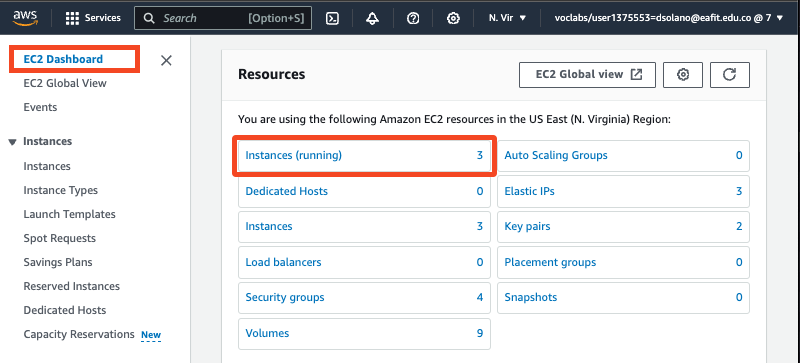 aws
Services
Search [Option+S]
N. Vir
voclabs/user1375553=dsolano@eafit.edu.co @ 7
EC2 Dashboard
EC2 Global View
Events
Instances
Instances
Instance Types
Launch Templates
Spot Requests
Savings Plans
Reserved Instances
Dedicated Hosts
Capacity Reservations New
Resources
EC2 Global view
You are using the following Amazon EC2 resources in the US East (N. Virginia) Region:
Instances (running) 3
Auto Scaling Groups 0
Dedicated Hosts 0
Elastic IPs 3
Instances 3
Key pairs 2
Load balancers 0
Placement groups 0
Security groups 4
Snapshots 0
Volumes 9